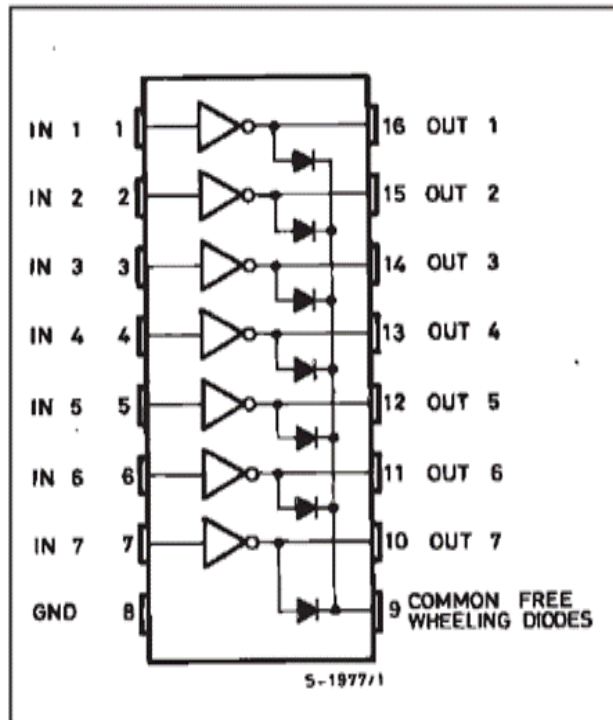 IN 1 1 16 OUT 1
IN 2 2 15 OUT 2
IN 3 3 14 OUT 3
IN 4 4 13 OUT 4
IN 5 5 12 OUT 5
IN 6 6 11 OUT 6
IN 7 7 10 OUT 7
GND 8 9 COMMON FREE
WHEELING DIODES
S-1977/1